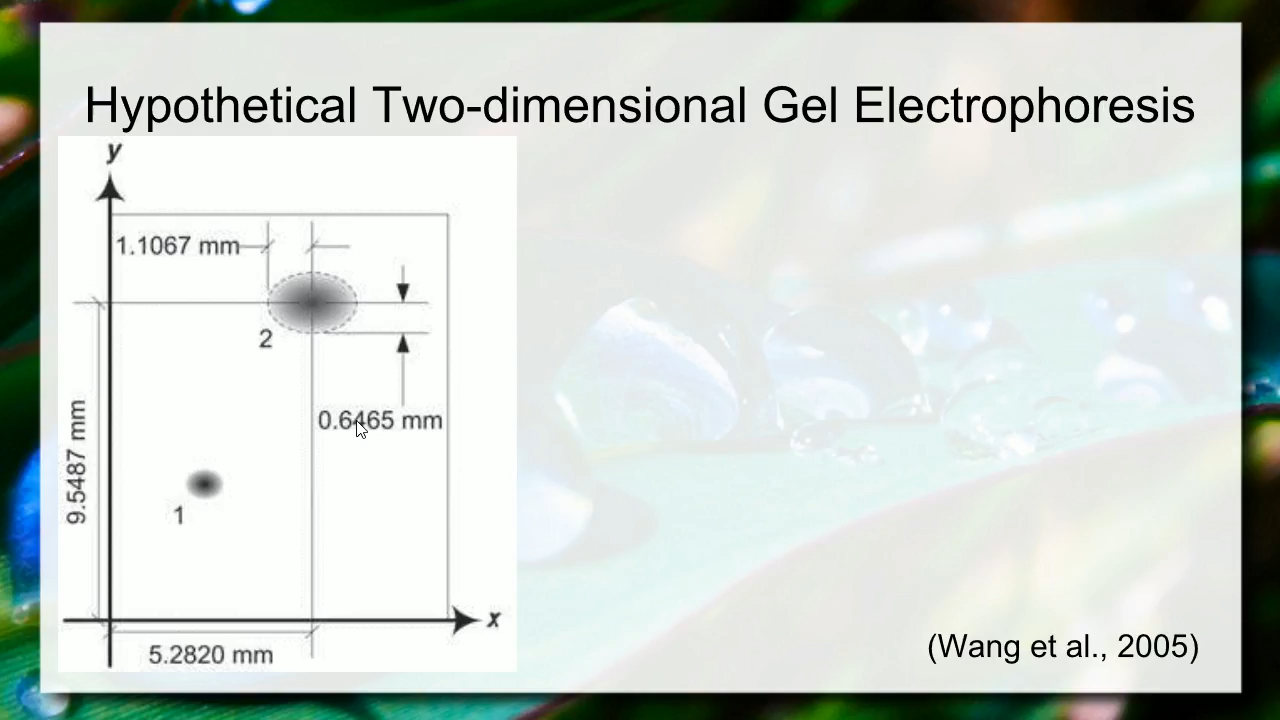 Hypothetical Two-dimensional Gel Electrophoresis
y
1.1067 mm
2
0.6465 mm
9.5487 mm
1
x
5.2820 mm
(Wang et al., 2005)